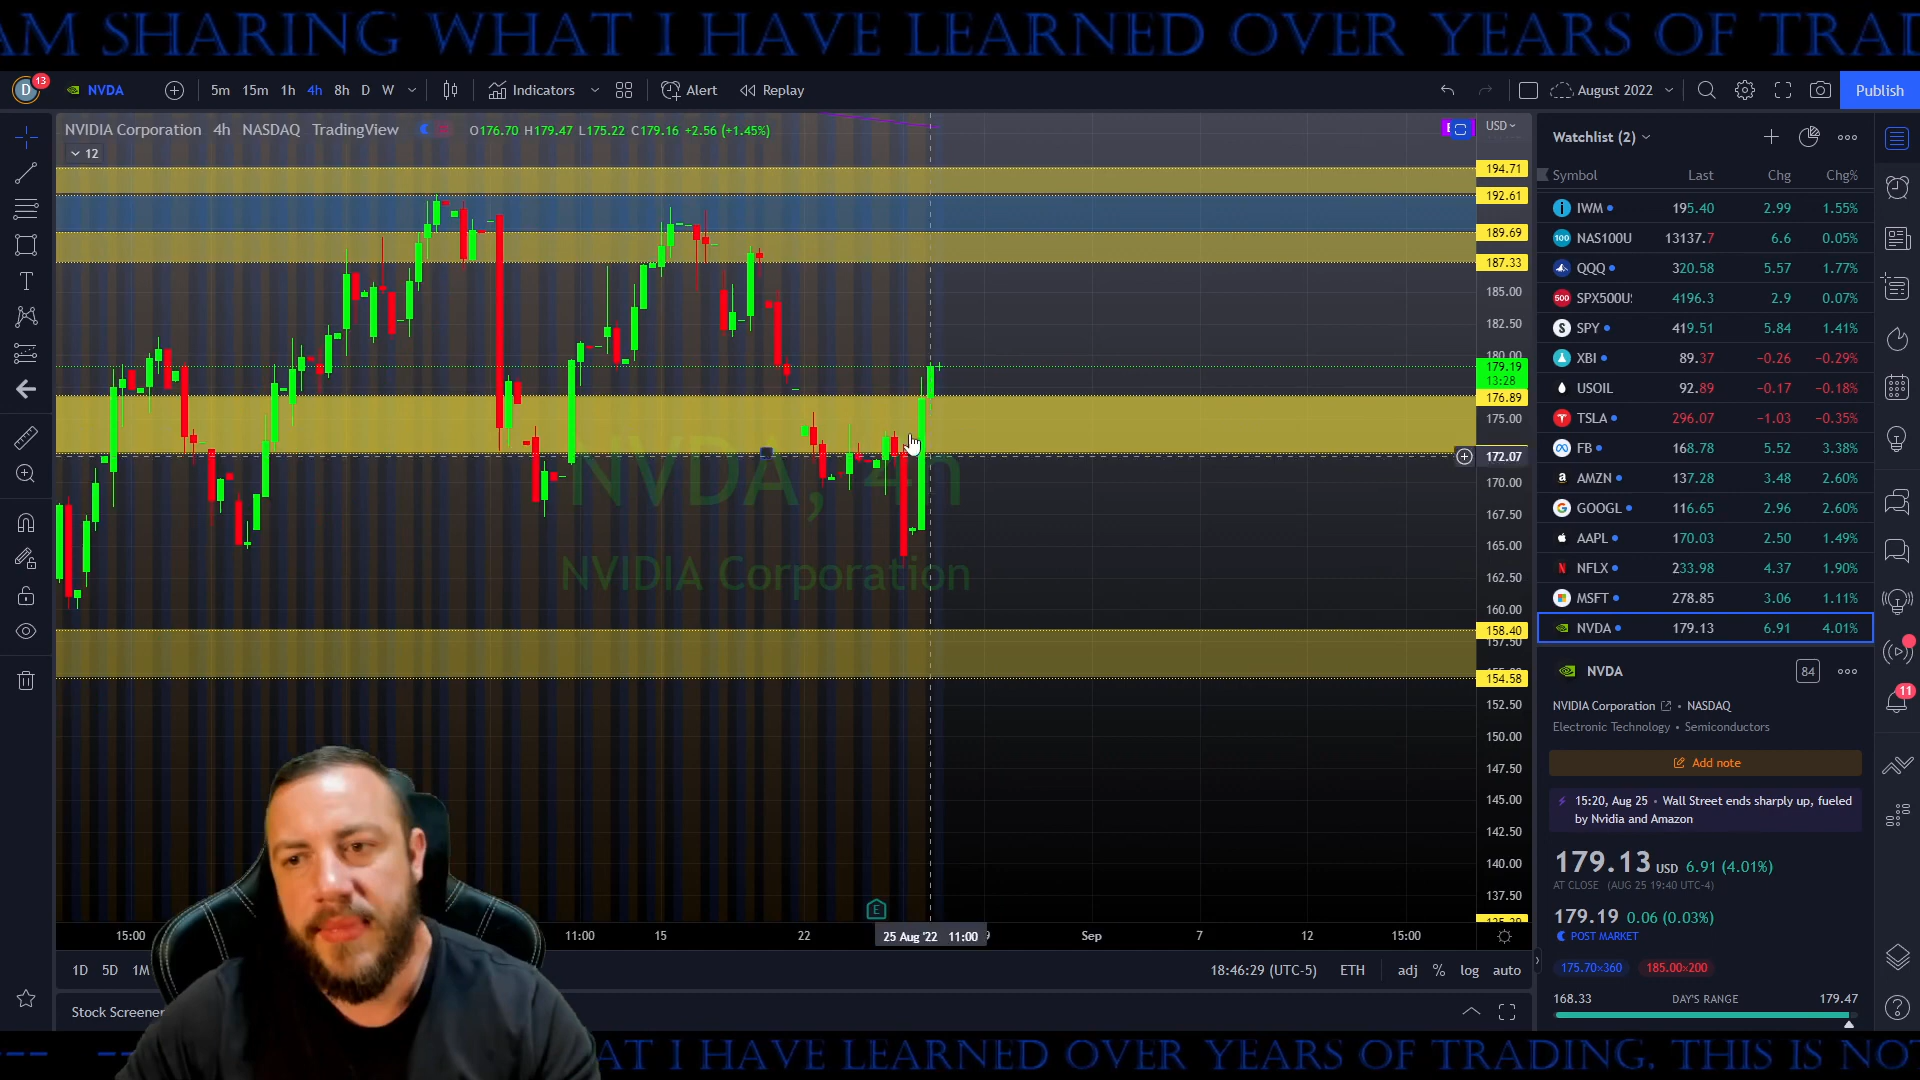 AM SHARING WHAT I HAVE LEARNED OVER YEARS OF TRAD
D 13 NVDA 5m 15m 1h 4h 8h D W Indicators Alert Replay August 2022 Publish
NVIDIA Corporation 4h NASDAQ TradingView O176.70 H179.47 L175.22 C179.16 +2.56 (+1.45%)
12
USD
194.71
192.61
189.69
187.33
185.00
182.50
180.00
179.19
13:28
176.89
175.00
172.07
170.00
167.50
165.00
162.50
160.00
158.40
157.50
154.58
152.50
150.00
147.50
145.00
142.50
140.00
137.50
NVDA, 4h
NVIDIA Corporation
E
15:00 11:00 15 22 25 Aug '22 11:00 Sep 7 12 15:00
1D 5D 1M 18:46:29 (UTC-5) ETH adj % log auto
Stock Screener
Watchlist (2)
Symbol Last Chg Chg%
IWM 195.40 2.99 1.55%
100 NAS100U 13137.7 6.6 0.05%
QQQ 320.58 5.57 1.77%
500 SPX500U 4196.3 2.9 0.07%
S SPY 419.51 5.84 1.41%
XBI 89.37 −0.26 −0.29%
USOIL 92.89 −0.17 −0.18%
TSLA 296.07 −1.03 −0.35%
FB 168.78 5.52 3.38%
AMZN 137.28 3.48 2.60%
GOOGL 116.65 2.96 2.60%
AAPL 170.03 2.50 1.49%
NFLX 233.98 4.37 1.90%
MSFT 278.85 3.06 1.11%
NVDA 179.13 6.91 4.01%
NVDA 84
NVIDIA Corporation • NASDAQ
Electronic Technology • Semiconductors
Add note
15:20, Aug 25 • Wall Street ends sharply up, fueled
by Nvidia and Amazon
179.13 USD 6.91 (4.01%)
AT CLOSE (AUG 25 19:40 UTC-4)
179.19 0.06 (0.03%)
POST MARKET
175.70×360 185.00×200
168.33 DAY'S RANGE 179.47
11
AT I HAVE LEARNED OVER YEARS OF TRADING. THIS IS NO